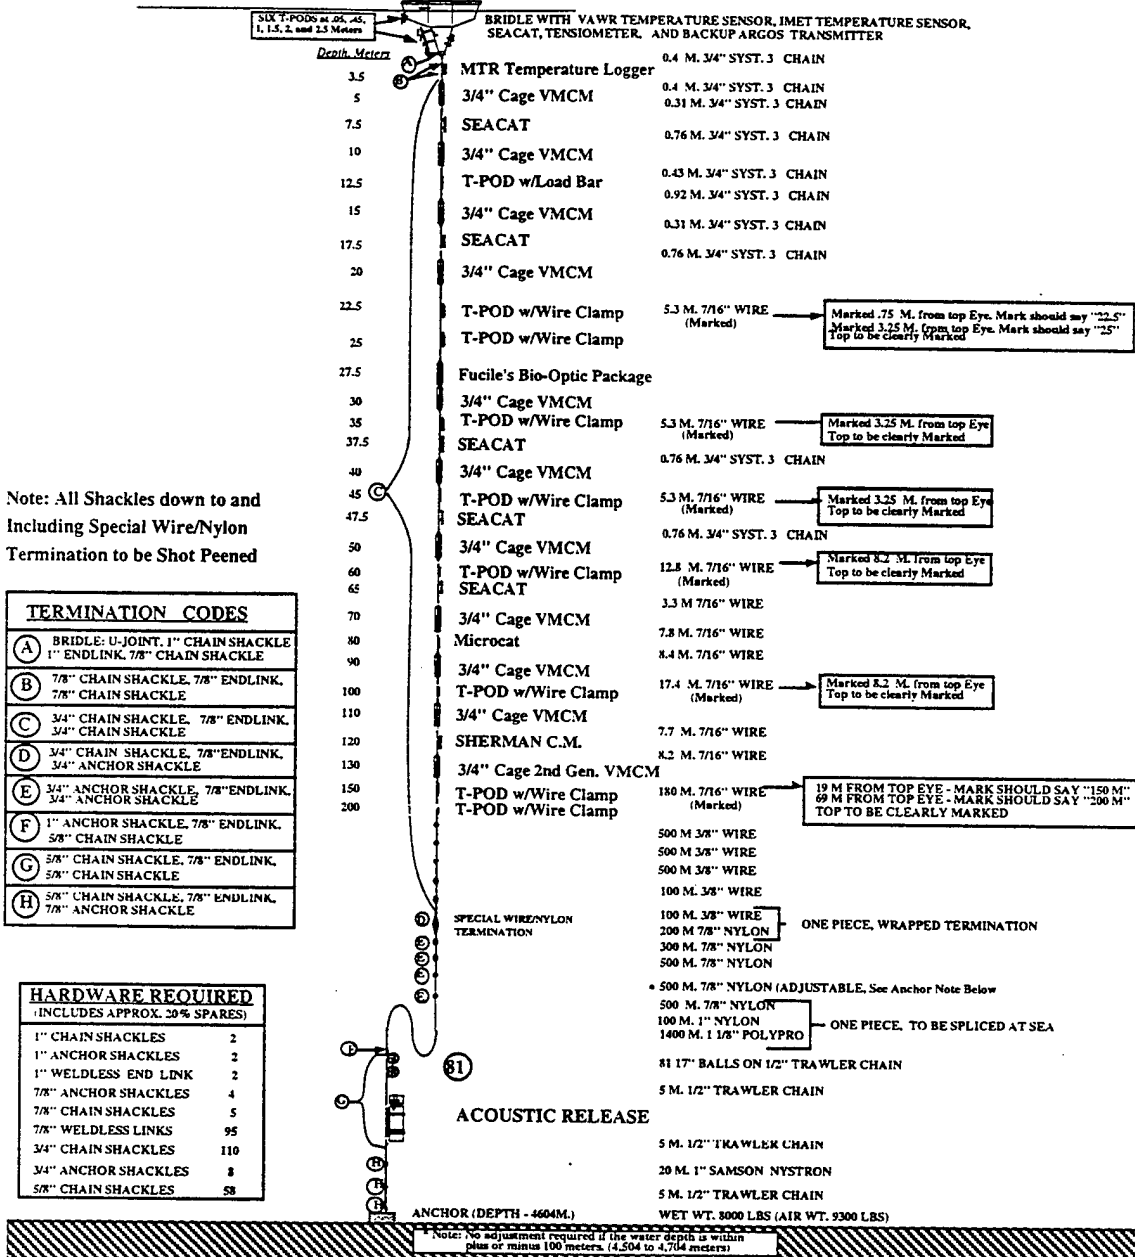 SIX T-PODS at .05, .45,
1, 1.5, 2, and 2.5 Meters
BRIDLE WITH VAWR TEMPERATURE SENSOR, IMET TEMPERATURE SENSOR,
SEACAT, TENSIOMETER, AND BACKUP ARGOS TRANSMITTER
Depth, Meters
A
0.4 M. 3/4" SYST. 3 CHAIN
3.5 B MTR Temperature Logger
0.4 M. 3/4" SYST. 3 CHAIN
5 3/4" Cage VMCM
0.31 M. 3/4" SYST. 3 CHAIN
7.5 SEACAT
0.76 M. 3/4" SYST. 3 CHAIN
10 3/4" Cage VMCM
0.43 M. 3/4" SYST. 3 CHAIN
12.5 T-POD w/Load Bar
0.92 M. 3/4" SYST. 3 CHAIN
15 3/4" Cage VMCM
0.31 M. 3/4" SYST. 3 CHAIN
17.5 SEACAT
0.76 M. 3/4" SYST. 3 CHAIN
20 3/4" Cage VMCM
22.5 T-POD w/Wire Clamp 5.3 M. 7/16" WIRE
(Marked)
Marked .75 M. from top Eye. Mark should say "22.5"
Marked 3.25 M. from top Eye. Mark should say "25"
Top to be clearly Marked
25 T-POD w/Wire Clamp
27.5 Fucile's Bio-Optic Package
30 3/4" Cage VMCM
35 T-POD w/Wire Clamp 5.3 M. 7/16" WIRE
(Marked)
Marked 3.25 M. from top Eye
Top to be clearly Marked
37.5 SEACAT
0.76 M. 3/4" SYST. 3 CHAIN
40 3/4" Cage VMCM
45 C T-POD w/Wire Clamp 5.3 M. 7/16" WIRE
(Marked)
Marked 3.25 M. from top Eye
Top to be clearly Marked
47.5 SEACAT
0.76 M. 3/4" SYST. 3 CHAIN
50 3/4" Cage VMCM
60 T-POD w/Wire Clamp 12.8 M. 7/16" WIRE
(Marked)
Marked 8.2 M. from top Eye
Top to be clearly Marked
65 SEACAT
3.3 M 7/16" WIRE
70 3/4" Cage VMCM
7.8 M. 7/16" WIRE
80 Microcat
8.4 M. 7/16" WIRE
90 3/4" Cage VMCM
100 T-POD w/Wire Clamp 17.4 M. 7/16" WIRE
(Marked)
Marked 8.2 M. from top Eye
Top to be clearly Marked
110 3/4" Cage VMCM
7.7 M. 7/16" WIRE
120 SHERMAN C.M.
8.2 M. 7/16" WIRE
130 3/4" Cage 2nd Gen. VMCM
150 T-POD w/Wire Clamp 180 M. 7/16" WIRE
(Marked)
19 M FROM TOP EYE - MARK SHOULD SAY "150 M"
69 M FROM TOP EYE - MARK SHOULD SAY "200 M"
TOP TO BE CLEARLY MARKED
200 T-POD w/Wire Clamp
500 M 3/8" WIRE
500 M 3/8" WIRE
500 M 3/8" WIRE
100 M. 3/8" WIRE
D SPECIAL WIRE/NYLON
TERMINATION
100 M. 3/8" WIRE
200 M 7/8" NYLON
ONE PIECE, WRAPPED TERMINATION
E 300 M. 7/8" NYLON
E 500 M. 7/8" NYLON
E
E
* 500 M. 7/8" NYLON (ADJUSTABLE, See Anchor Note Below
500 M. 7/8" NYLON
100 M. 1" NYLON
1400 M. 1 1/8" POLYPRO
ONE PIECE, TO BE SPLICED AT SEA
F
81
81 17" BALLS ON 1/2" TRAWLER CHAIN
5 M. 1/2" TRAWLER CHAIN
G
ACOUSTIC RELEASE
5 M. 1/2" TRAWLER CHAIN
H
20 M. 1" SAMSON NYSTRON
H
5 M. 1/2" TRAWLER CHAIN
H
ANCHOR (DEPTH - 4604M.) WET WT. 8000 LBS (AIR WT. 9300 LBS)
* Note: No adjustment required if the water depth is within
plus or minus 100 meters. (4,504 to 4,704 meters)
Note: All Shackles down to and
Including Special Wire/Nylon
Termination to be Shot Peened
TERMINATION CODES
A BRIDLE: U-JOINT, 1" CHAIN SHACKLE
1" ENDLINK, 7/8" CHAIN SHACKLE
B 7/8" CHAIN SHACKLE, 7/8" ENDLINK,
7/8" CHAIN SHACKLE
C 3/4" CHAIN SHACKLE, 7/8" ENDLINK,
3/4" CHAIN SHACKLE
D 3/4" CHAIN SHACKLE, 7/8" ENDLINK,
3/4" ANCHOR SHACKLE
E 3/4" ANCHOR SHACKLE, 7/8" ENDLINK,
3/4" ANCHOR SHACKLE
F 1" ANCHOR SHACKLE, 7/8" ENDLINK,
5/8" CHAIN SHACKLE
G 5/8" CHAIN SHACKLE, 7/8" ENDLINK,
5/8" CHAIN SHACKLE
H 5/8" CHAIN SHACKLE, 7/8" ENDLINK,
7/8" ANCHOR SHACKLE
HARDWARE REQUIRED
(INCLUDES APPROX. 20% SPARES)
1" CHAIN SHACKLES 2
1" ANCHOR SHACKLES 2
1" WELDLESS END LINK 2
7/8" ANCHOR SHACKLES 4
7/8" CHAIN SHACKLES 5
7/8" WELDLESS LINKS 95
3/4" CHAIN SHACKLES 110
3/4" ANCHOR SHACKLES 8
5/8" CHAIN SHACKLES 58